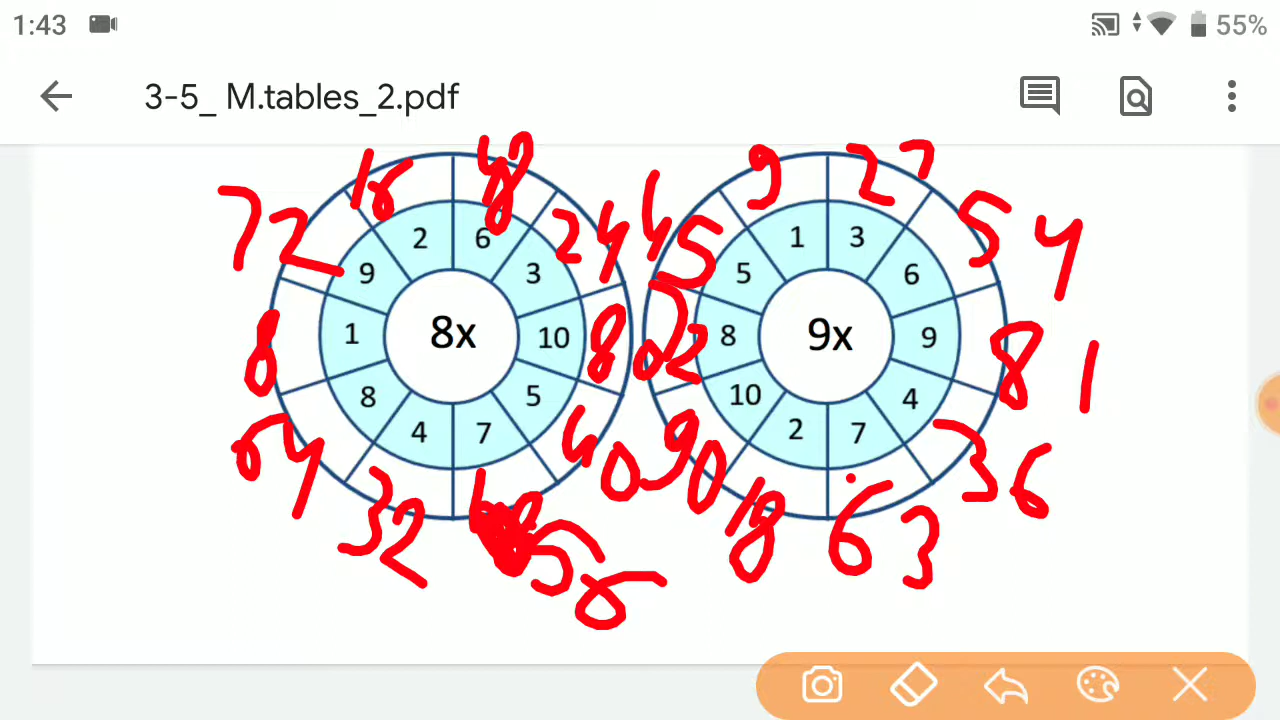 1:43 55%
3-5_ M.tables_2.pdf
8x
2 6 3 10 5 7 4 8 1 9
16 48 24 80 40 56 32 64 8 72
9x
1 3 6 9 4 7 2 10 8 5
9 27 54 81 36 63 18 90 72 45